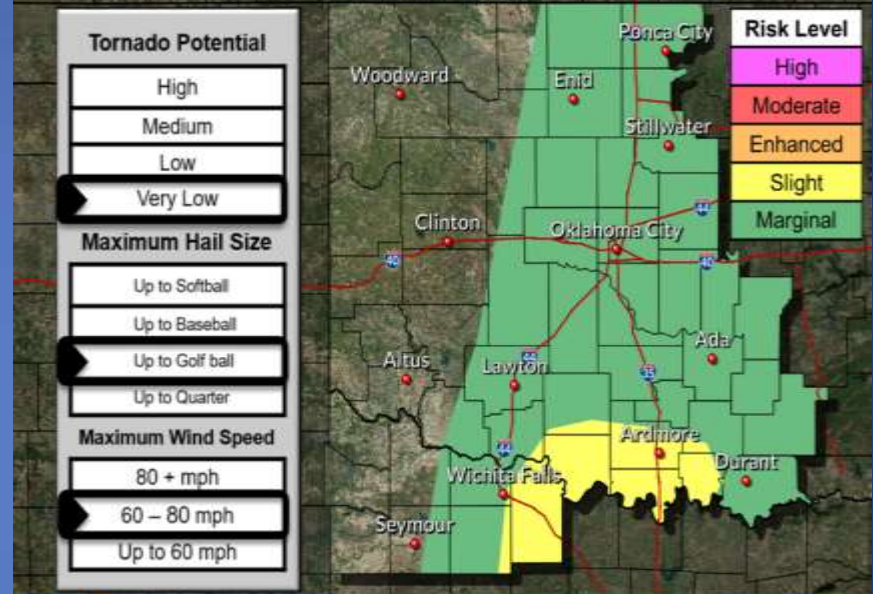 Tornado Potential
High
Medium
Low
Very Low
Maximum Hail Size
Up to Softball
Up to Baseball
Up to Golf ball
Up to Quarter
Maximum Wind Speed
80 + mph
60 – 80 mph
Up to 60 mph
Ponca City
Woodward
Enid
Stillwater
44
Clinton
Oklahoma City
40
40
Ada
44
Altus
Lawton
35
Ardmore
44
Durant
Wichita Falls
Seymour
Risk Level
High
Moderate
Enhanced
Slight
Marginal